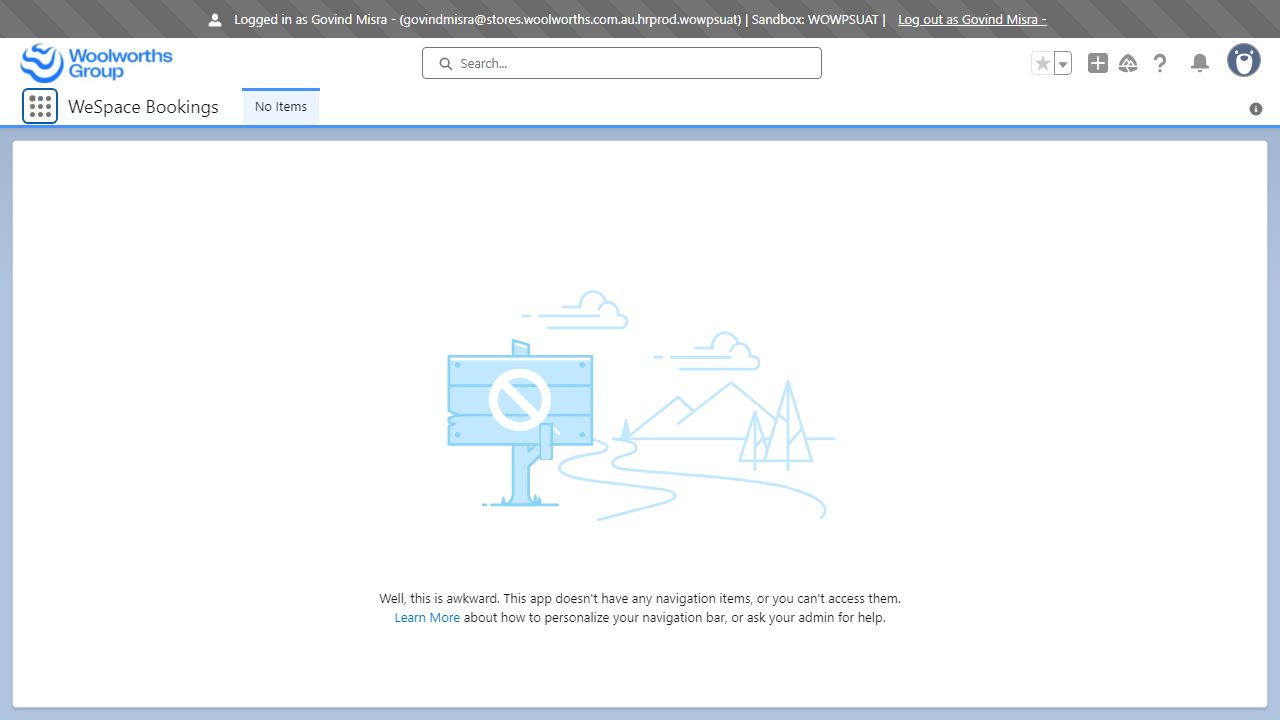 Logged in as Govind Misra - (govindmisra@stores.woolworths.com.au.hrprod.wowpsuat) | Sandbox: WOWPSUAT | Log out as Govind Misra -
Woolworths
Group
Search...
WeSpace Bookings
No Items
Well, this is awkward. This app doesn't have any navigation items, or you can't access them.
Learn More about how to personalize your navigation bar, or ask your admin for help.